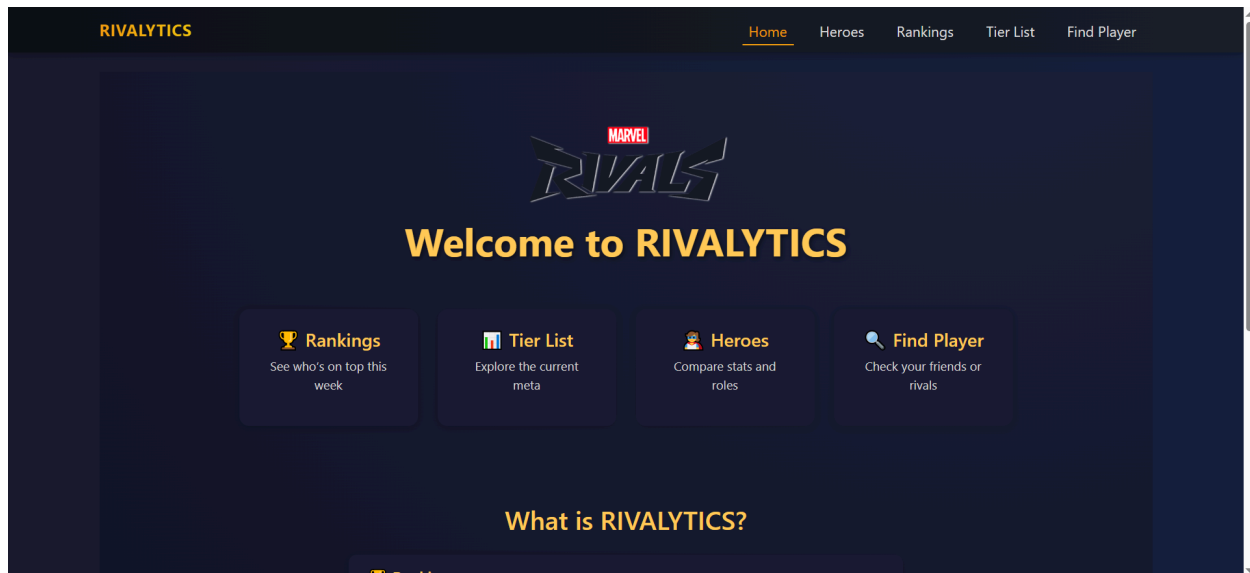 RIVALYTICS
Home Heroes Rankings Tier List Find Player
MARVEL
RIVALS
Welcome to RIVALYTICS
🏆 Rankings
See who's on top this
week
📊 Tier List
Explore the current
meta
🦸 Heroes
Compare stats and
roles
🔍 Find Player
Check your friends or
rivals
What is RIVALYTICS?